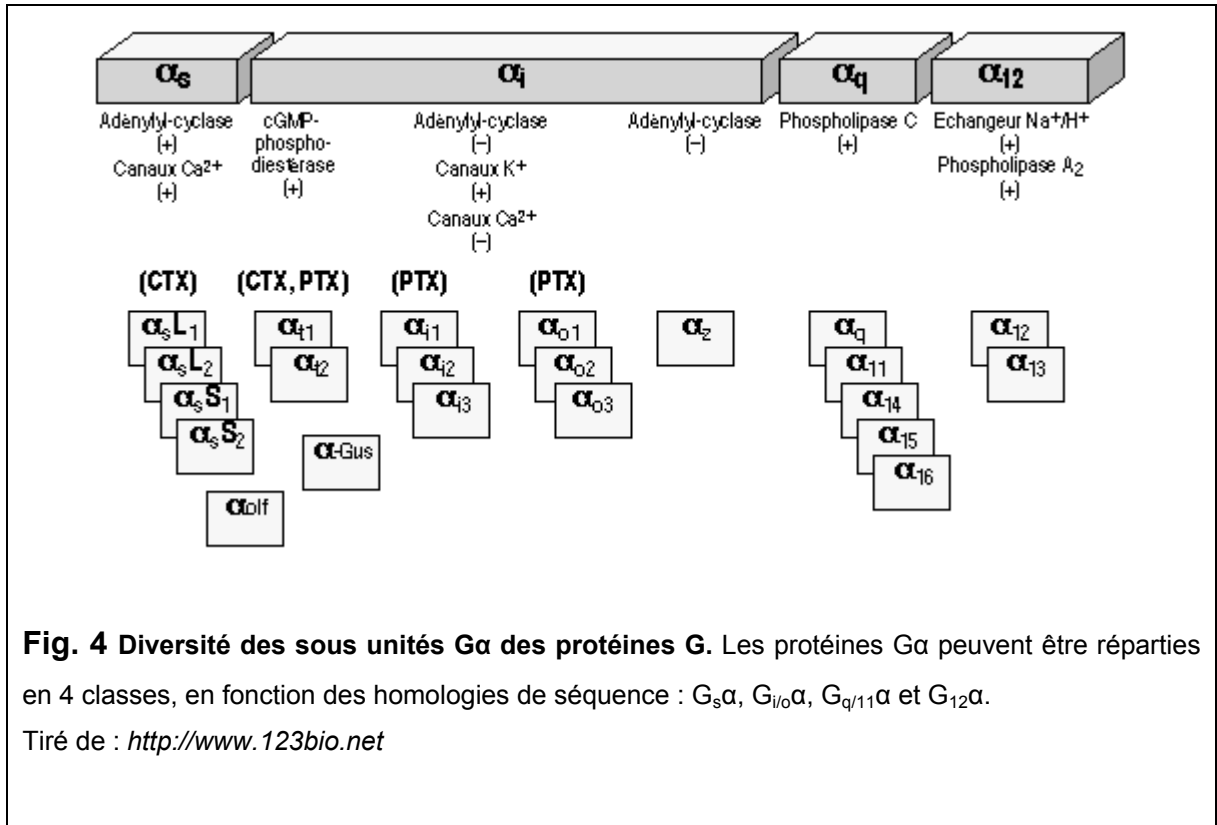 αs αi αq α12
Adénylyl-cyclase
(+)
Canaux Ca2+
(+)
cGMP-
phospho-
diestérase
(+)
Adénylyl-cyclase
(−)
Canaux K+
(+)
Canaux Ca2+
(−)
Adénylyl-cyclase
(−)
Phospholipase C
(+)
Echangeur Na+/H+
(+)
Phospholipase A2
(+)
(CTX) (CTX, PTX) (PTX) (PTX)
αsL1
αsL2
αsS1
αsS2
αolf
αt1
αt2
α-Gus
αi1
αi2
αi3
αo1
αo2
αo3
αz
αq
α11
α14
α15
α16
α12
α13
Fig. 4 Diversité des sous unités Gα des protéines G. Les protéines Gα peuvent être réparties
en 4 classes, en fonction des homologies de séquence : Gsα, Gi/oα, Gq/11α et G12α.
Tiré de : http://www.123bio.net